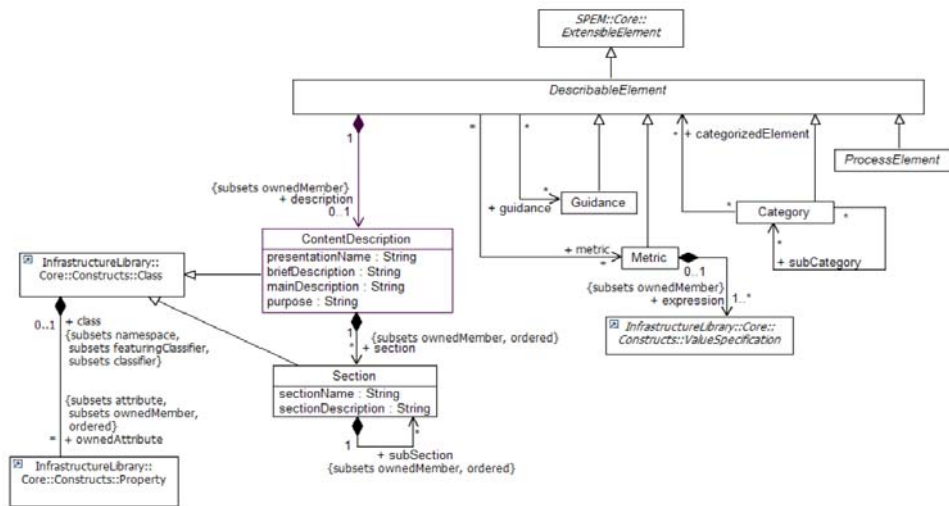 SPEM::Core::
ExtensibleElement
DescribableElement
1
*
*
* + categorizedElement
ProcessElement
{subsets ownedMember}
+ description
0..1
*
+ guidance
Guidance
*
Category
*
*
+ subCategory
ContentDescription
presentationName : String
briefDescription : String
mainDescription : String
purpose : String
InfrastructureLibrary::
Core::Constructs::Class
+ metric
*
Metric
0..1
{subsets ownedMember}
+ expression
1..*
InfrastructureLibrary::Core::
Constructs::ValueSpecification
0..1
+ class
{subsets namespace,
subsets featuringClassifier,
subsets classifier}
1
{subsets ownedMember, ordered}
*
+ section
Section
sectionName : String
sectionDescription : String
{subsets attribute,
subsets ownedMember,
ordered}
*
+ ownedAttribute
1
*
+ subSection
{subsets ownedMember, ordered}
InfrastructureLibrary::
Core::Constructs::Property